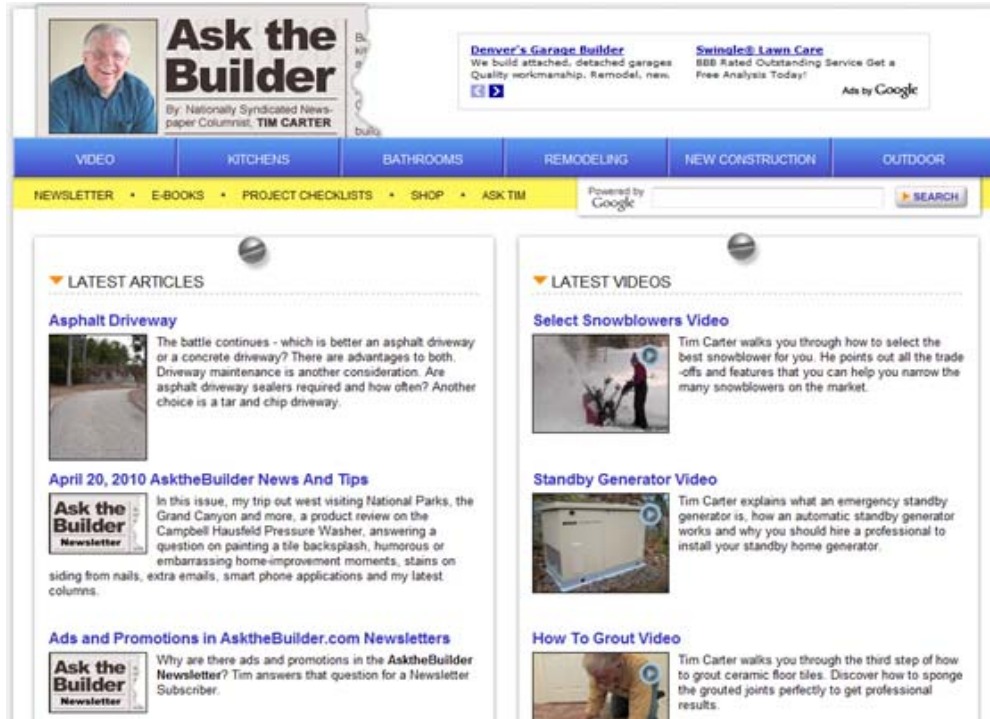 Ask the
Builder
By: Nationally Syndicated News-
paper Columnist, TIM CARTER
Denver's Garage Builder
We build attached, detached garages
Quality workmanship. Remodel, new.
Swingle® Lawn Care
BBB Rated Outstanding Service Get a
Free Analysis Today!
Ads by Google
VIDEO
KITCHENS
BATHROOMS
REMODELING
NEW CONSTRUCTION
OUTDOOR
NEWSLETTER • E-BOOKS • PROJECT CHECKLISTS • SHOP • ASK TIM
Powered by
Google
SEARCH
LATEST ARTICLES
Asphalt Driveway
The battle continues - which is better an asphalt driveway
or a concrete driveway? There are advantages to both.
Driveway maintenance is another consideration. Are
asphalt driveway sealers required and how often? Another
choice is a tar and chip driveway.
April 20, 2010 AsktheBuilder News And Tips
Ask the
Builder
Newsletter
In this issue, my trip out west visiting National Parks, the
Grand Canyon and more, a product review on the
Campbell Hausfeld Pressure Washer, answering a
question on painting a tile backsplash, humorous or
embarrassing home-improvement moments, stains on
siding from nails, extra emails, smart phone applications and my latest
columns.
Ads and Promotions in AsktheBuilder.com Newsletters
Ask the
Builder
Newsletter
Why are there ads and promotions in the AsktheBuilder
Newsletter? Tim answers that question for a Newsletter
Subscriber.
LATEST VIDEOS
Select Snowblowers Video
Tim Carter walks you through how to select the
best snowblower for you. He points out all the trade
-offs and features that you can help you narrow the
many snowblowers on the market.
Standby Generator Video
Tim Carter explains what an emergency standby
generator is, how an automatic standby generator
works and why you should hire a professional to
install your standby home generator.
How To Grout Video
Tim Carter walks you through the third step of how
to grout ceramic floor tiles. Discover how to sponge
the grouted joints perfectly to get professional
results.